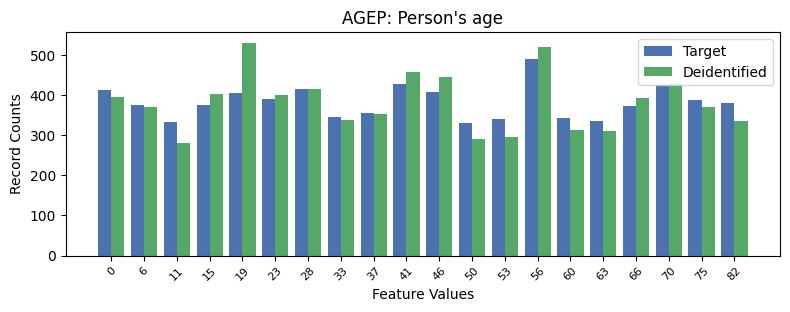 AGEP: Person's age
Target
Deidentified
Record Counts
500
400
300
200
100
0
0 6 11 15 19 23 28 33 37 41 46 50 53 56 60 63 66 70 75 82
Feature Values